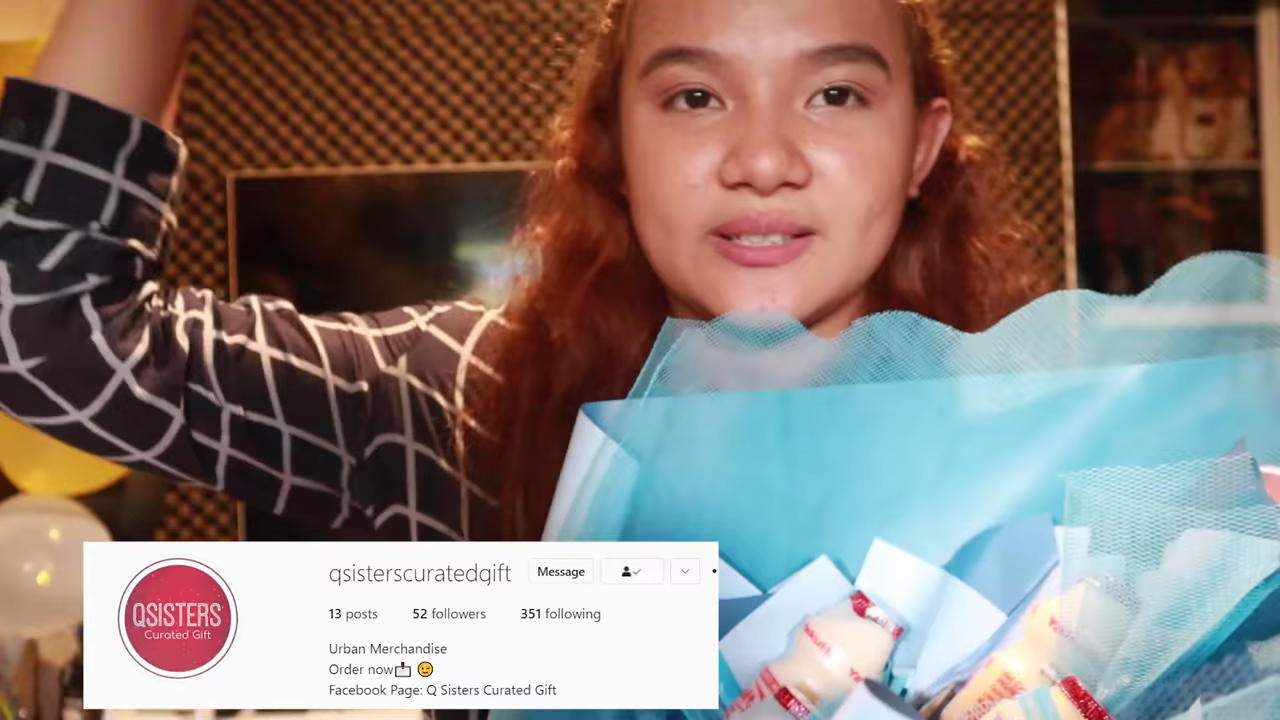 qsisterscuratedgift Message
QSISTERS
Curated Gift
13 posts 52 followers 351 following
Urban Merchandise
Order now📩 😉
Facebook Page: Q Sisters Curated Gift
Yakult